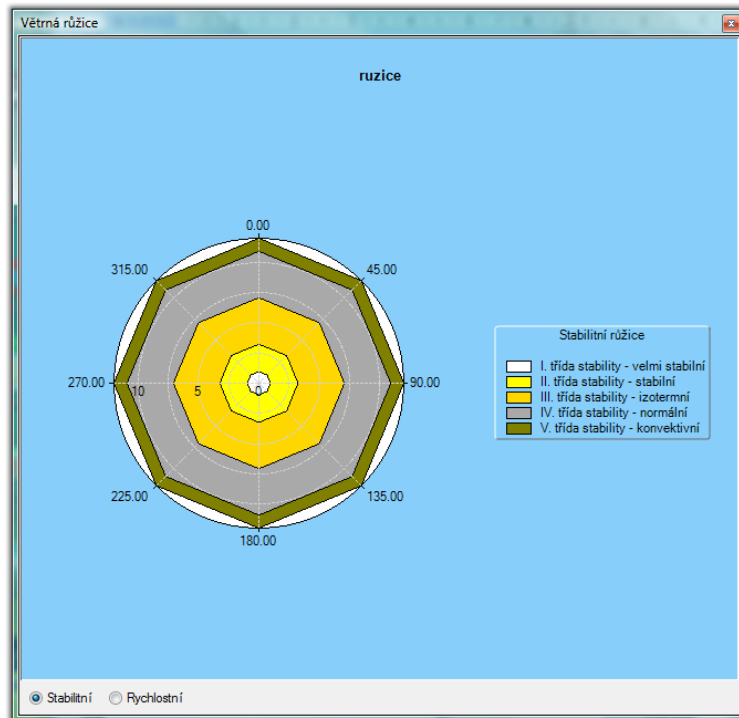 Větrná růžice
ruzice
0.00
315.00
45.00
270.00
10
5
0
90.00
225.00
135.00
180.00
Stabilitní růžice
I. třída stability - velmi stabilní
II. třída stability - stabilní
III. třída stability - izotermní
IV. třída stability - normální
V. třída stability - konvektivní
Stabilitní
Rychlostní